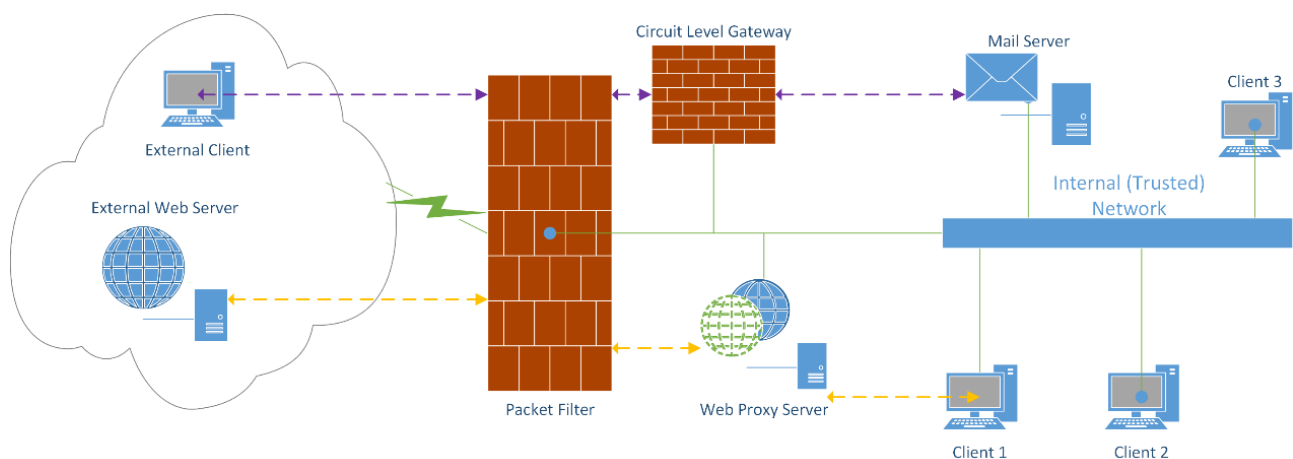 Circuit Level Gateway
Mail Server
Client 3
External Client
Internal (Trusted)
Network
External Web Server
Packet Filter
Web Proxy Server
Client 1
Client 2